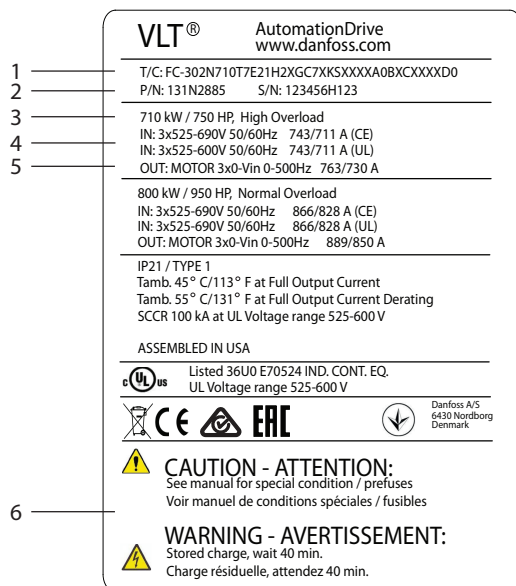 VLT® AutomationDrive
www.danfoss.com
1 T/C: FC-302N710T7E21H2XGC7XKSXXXXA0BXCXXXXD0
2 P/N: 131N2885 S/N: 123456H123
3 710 kW / 750 HP, High Overload
4 IN: 3x525-690V 50/60Hz 743/711 A (CE)
IN: 3x525-600V 50/60Hz 743/711 A (UL)
5 OUT: MOTOR 3x0-Vin 0-500Hz 763/730 A
800 kW / 950 HP, Normal Overload
IN: 3x525-690V 50/60Hz 866/828 A (CE)
IN: 3x525-690V 50/60Hz 866/828 A (UL)
OUT: MOTOR 3x0-Vin 0-500Hz 889/850 A
IP21 / TYPE 1
Tamb. 45° C/113° F at Full Output Current
Tamb. 55° C/131° F at Full Output Current Derating
SCCR 100 kA at UL Voltage range 525-600 V
ASSEMBLED IN USA
c UL us Listed 36U0 E70524 IND. CONT. EQ.
UL Voltage range 525-600 V
CE EAC
Danfoss A/S
6430 Nordborg
Denmark
CAUTION - ATTENTION:
See manual for special condition / prefuses
Voir manuel de conditions spéciales / fusibles
6
WARNING - AVERTISSEMENT:
Stored charge, wait 40 min.
Charge résiduelle, attendez 40 min.